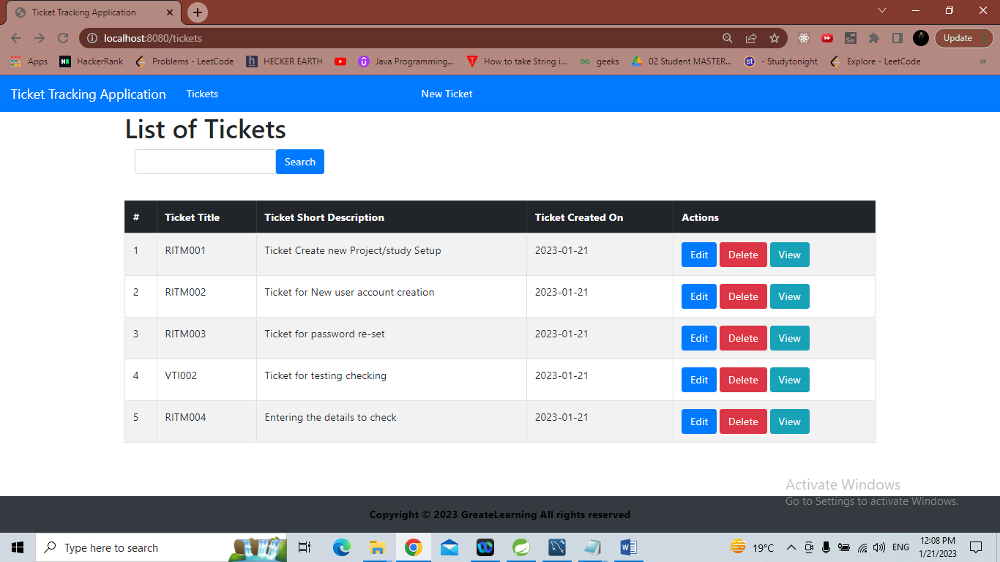 Ticket Tracking Application
localhost:8080/tickets
Update
Apps HackerRank Problems - LeetCode HECKER EARTH Java Programming... How to take String i... geeks 02 Student MASTER... - Studytonight Explore - LeetCode »
Ticket Tracking Application Tickets New Ticket
List of Tickets
Search
# Ticket Title Ticket Short Description Ticket Created On Actions
1 RITM001 Ticket Create new Project/study Setup 2023-01-21 Edit Delete View
2 RITM002 Ticket for New user account creation 2023-01-21 Edit Delete View
3 RITM003 Ticket for password re-set 2023-01-21 Edit Delete View
4 VTI002 Ticket for testing checking 2023-01-21 Edit Delete View
5 RITM004 Entering the details to check 2023-01-21 Edit Delete View
Activate Windows
Go to Settings to activate Windows.
Copyright © 2023 GreateLearning All rights reserved
Type here to search 19°C ENG 12:08 PM
1/21/2023